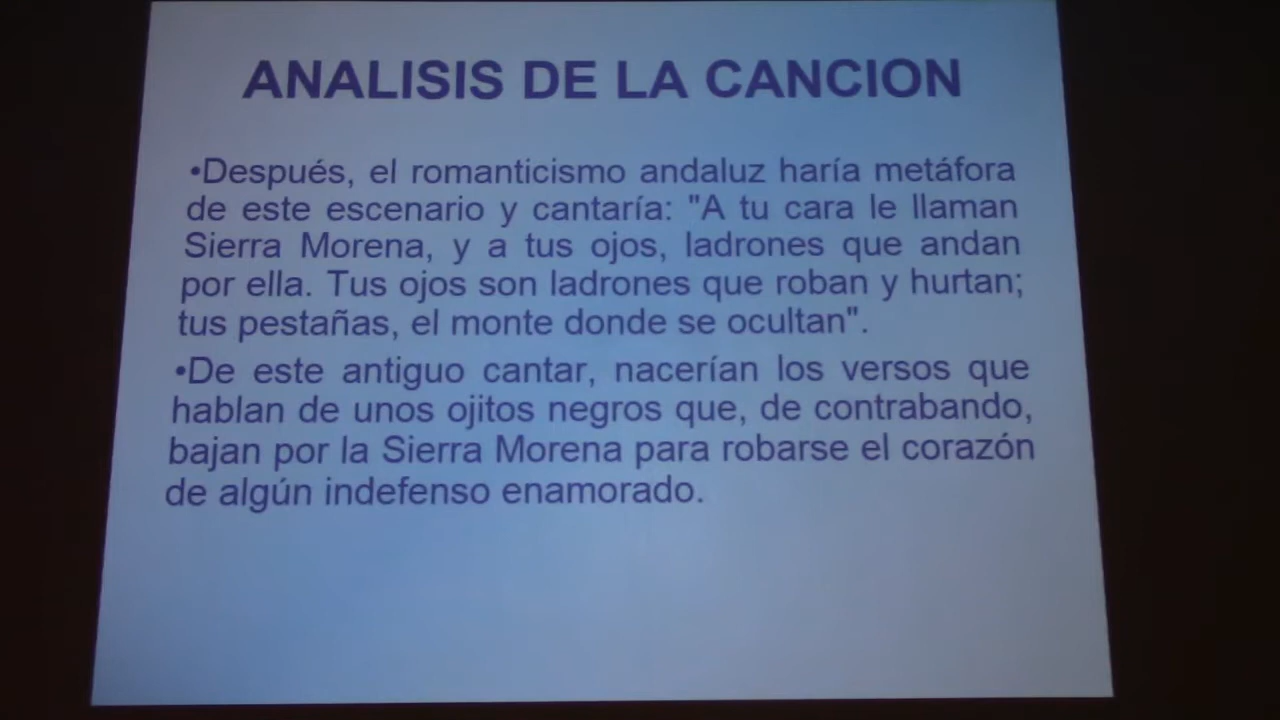 ANALISIS DE LA CANCION
•Después, el romanticismo andaluz haría metáfora
de este escenario y cantaría: "A tu cara le llaman
Sierra Morena, y a tus ojos, ladrones que andan
por ella. Tus ojos son ladrones que roban y hurtan;
tus pestañas, el monte donde se ocultan".
•De este antiguo cantar, nacerían los versos que
hablan de unos ojitos negros que, de contrabando,
bajan por la Sierra Morena para robarse el corazón
de algún indefenso enamorado.